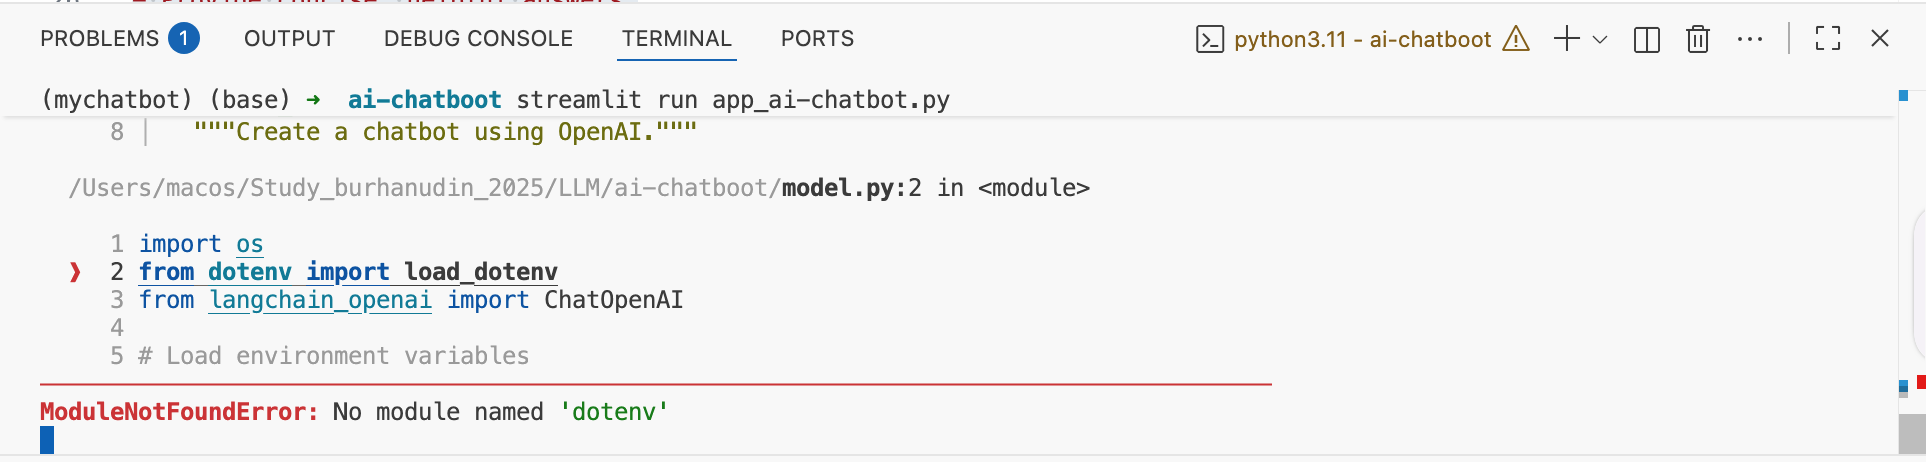 PROBLEMS 1 OUTPUT DEBUG CONSOLE TERMINAL PORTS python3.11 - ai-chatboot
(mychatbot) (base) ➜ ai-chatboot streamlit run app_ai-chatbot.py
8 │ """Create a chatbot using OpenAI."""
/Users/macos/Study_burhanudin_2025/LLM/ai-chatboot/model.py:2 in <module>
1 import os
❱ 2 from dotenv import load_dotenv
3 from langchain_openai import ChatOpenAI
4
5 # Load environment variables
ModuleNotFoundError: No module named 'dotenv'